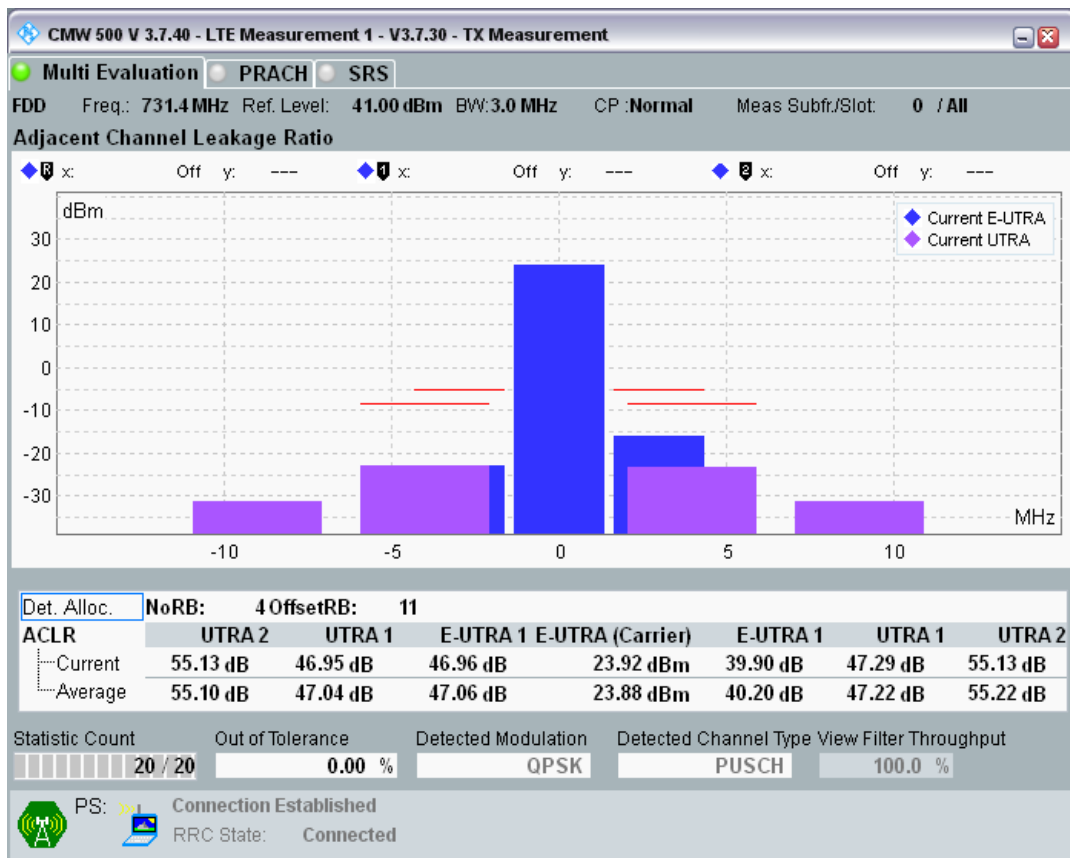 CMW 500 V 3.7.40 - LTE Measurement 1 - V3.7.30 - TX Measurement
Multi Evaluation PRACH SRS
FDD Freq.: 731.4 MHz Ref. Level: 41.00 dBm BW:3.0 MHz CP :Normal Meas Subfr./Slot: 0 / All
Adjacent Channel Leakage Ratio
R x: Off y: --- 1 x: Off y: --- 2 x: Off y: ---
dBm
Current E-UTRA
Current UTRA
30
20
10
0
-10
-20
-30
MHz
-10 -5 0 5 10
Det. Alloc. NoRB: 4 OffsetRB: 11
ACLR UTRA 2 UTRA 1 E-UTRA 1 E-UTRA (Carrier) E-UTRA 1 UTRA 1 UTRA 2
Current 55.13 dB 46.95 dB 46.96 dB 23.92 dBm 39.90 dB 47.29 dB 55.13 dB
Average 55.10 dB 47.04 dB 47.06 dB 23.88 dBm 40.20 dB 47.22 dB 55.22 dB
Statistic Count Out of Tolerance Detected Modulation Detected Channel Type View Filter Throughput
20 / 20 0.00 % QPSK PUSCH 100.0 %
PS: Connection Established
RRC State: Connected